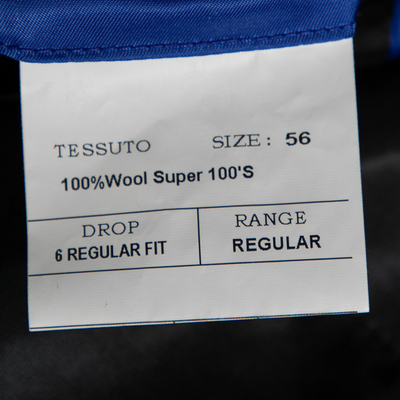 TESSUTO SIZE: 56
100%Wool Super 100'S
DROP RANGE
6 REGULAR FIT REGULAR